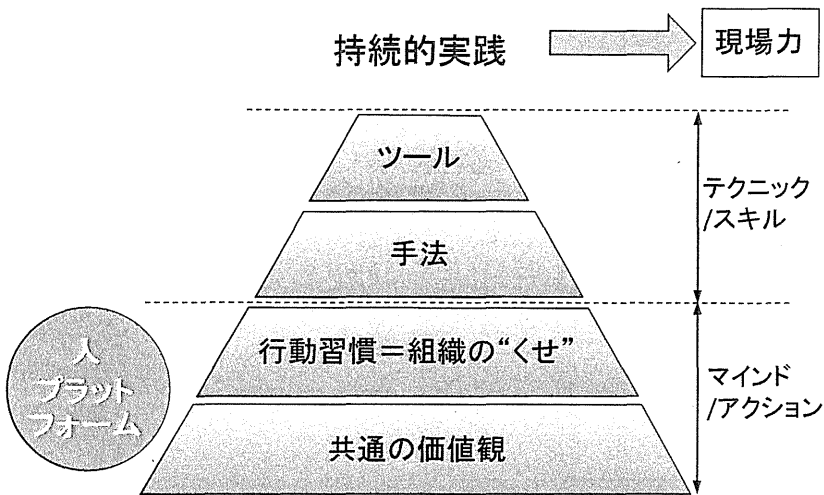 持続的実践
現場力
ツール
テクニック
/スキル
手法
人
プラット
フォーム
行動習慣＝組織の“くせ”
マインド
/アクション
共通の価値観